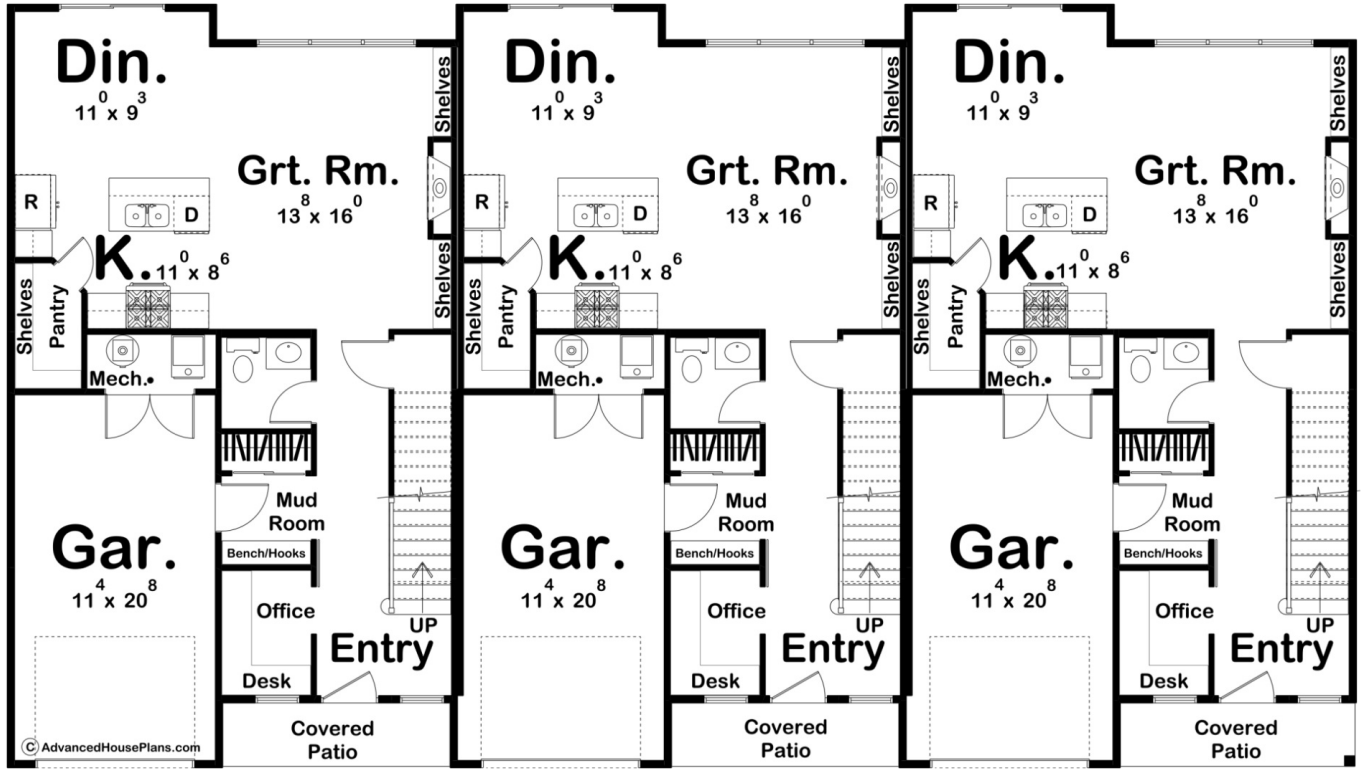 Din.
11⁰ x 9³
Shelves
Grt. Rm.
13⁸ x 16⁰
R
D
K. 11⁰ x 8⁶
Shelves
Shelves
Pantry
Mech.
Mud
Room
Bench/Hooks
Gar.
11⁴ x 20⁸
Office
UP
Entry
Desk
Covered
Patio
© AdvancedHousePlans.com
Din.
11⁰ x 9³
Shelves
Grt. Rm.
13⁸ x 16⁰
R
D
K. 11⁰ x 8⁶
Shelves
Shelves
Pantry
Mech.
Mud
Room
Bench/Hooks
Gar.
11⁴ x 20⁸
Office
UP
Entry
Desk
Covered
Patio
Din.
11⁰ x 9³
Shelves
Grt. Rm.
13⁸ x 16⁰
R
D
K. 11⁰ x 8⁶
Shelves
Shelves
Pantry
Mech.
Mud
Room
Bench/Hooks
Gar.
11⁴ x 20⁸
Office
UP
Entry
Desk
Covered
Patio